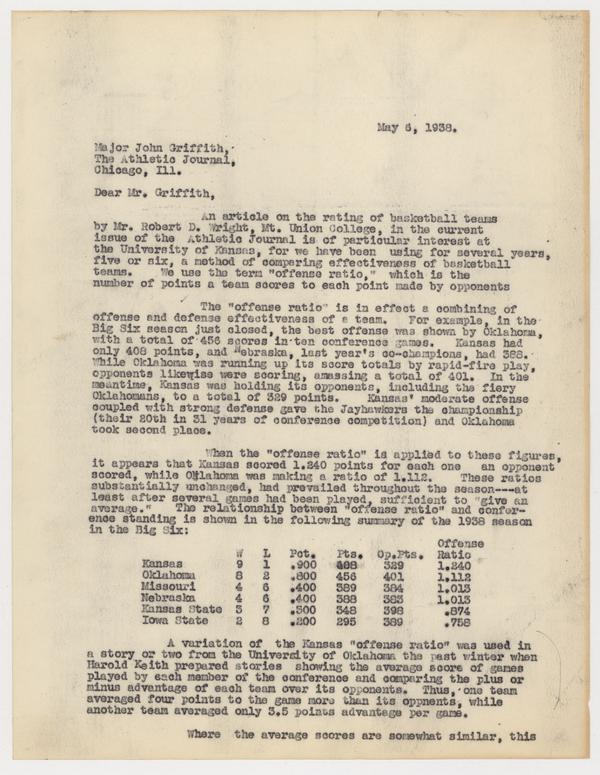 May 6, 1938.
Major John Griffith,
The Athletic Journal,
Chicago, Ill.
Dear Mr. Griffith,
An article on the rating of basketball teams
by Mr. Robert D. Wright, Mt. Union College, in the current
issue of the Athletic Journal is of particular interest at
the University of Kansas, for we have been using for several years,
five or six, a method of comparing effectiveness of basketball
teams. We use the term "offense ratio," which is the
number of points a team scores to each point made by opponents
The "offense ratio" is in effect a combining of
offense and defense effectiveness of a team. For example, in the
Big Six season just closed, the best offense was shown by Oklahoma,
with a total of 456 scores in ten conference games. Kansas had
only 408 points, and Nebraska, last year's co-champions, had 388.
While Oklahoma was running up its score totals by rapid-fire play,
opponents likewise were scoring, amassing a total of 401. In the
meantime, Kansas was holding its opponents, including the fiery
Oklahomans, to a total of 329 points. Kansas' moderate offense
coupled with strong defense gave the Jayhawkers the championship
(their 20th in 31 years of conference competition) and Oklahoma
took second place.
When the "offense ratio" is applied to these figures,
it appears that Kansas scored 1.240 points for each one an opponent
scored, while Oklahoma was making a ratio of 1.112. These ratios
substantially unchanged, had prevailed throughout the season---at
least after several games had been played, sufficient to "give an
average." The relationship between "offense ratio" and confer-
ence standing is shown in the following summary of the 1938 season
in the Big Six:
Offense
W L Pct. Pts. Op.Pts. Ratio
Kansas 9 1 .900 408 329 1.240
Oklahoma 8 2 .800 456 401 1.112
Missouri 4 6 .400 389 384 1.013
Nebraska 4 6 .400 388 383 1.013
Kansas State 3 7 .300 348 398 .874
Iowa State 2 8 .200 295 389 .758
A variation of the Kansas "offense ratio" was used in
a story or two from the University of Oklahoma the past winter when
Harold Keith prepared stories showing the average score of games
played by each member of the conference and comparing the plus or
minus advantage of each team over its opponents. Thus, one team
averaged four points to the game more than its oppnents, while
another team averaged only 3.5 points advantage per game.
Where the average scores are somewhat similar, this